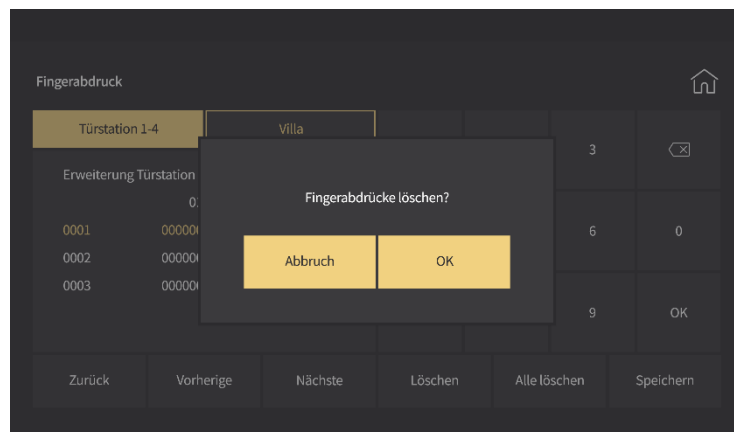 Fingerabdruck
Türstation 1-4
Villa
3
Erweiterung Türstation
Fingerabdrücke löschen?
0001
0002
0003
6
0
Abbruch
OK
9
OK
Zurück
Vorherige
Nächste
Löschen
Alle löschen
Speichern